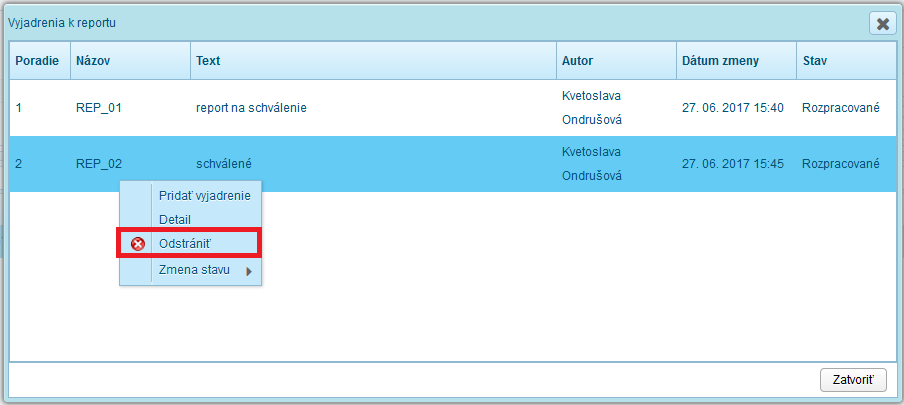 Vyjadrenia k reportu
Poradie Názov Text Autor Dátum zmeny Stav
1 REP_01 report na schválenie Kvetoslava Ondrušová 27. 06. 2017 15:40 Rozpracované
2 REP_02 schválené Kvetoslava Ondrušová 27. 06. 2017 15:45 Rozpracované
Pridať vyjadrenie
Detail
Odstrániť
Zmena stavu
Zatvoriť